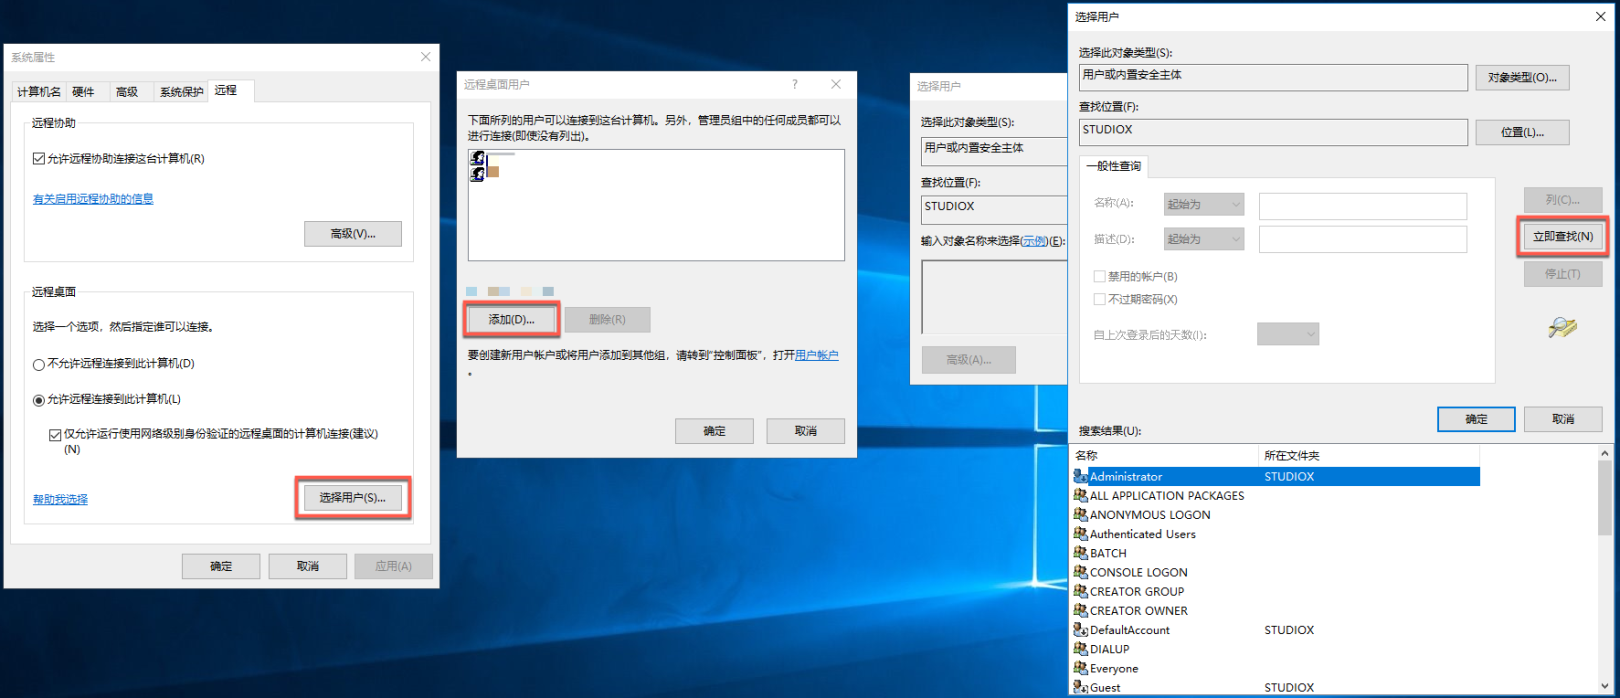 系统属性
计算机名 硬件 高级 系统保护 远程
远程协助
允许远程协助连接这台计算机(R)
有关启用远程协助的信息
高级(V)...
远程桌面
选择一个选项，然后指定谁可以连接。
不允许远程连接到此计算机(D)
允许远程连接到此计算机(L)
仅允许运行使用网络级别身份验证的远程桌面的计算机连接(建议)
(N)
帮助我选择
选择用户(S)...
确定 取消 应用(A)
远程桌面用户
?
下面所列的用户可以连接到这台计算机。另外，管理员组中的任何成员都可以
进行连接(即使没有列出)。
添加(D)... 删除(R)
要创建新用户帐户或将用户添加到其他组，请转到"控制面板"，打开用户帐户
。
确定 取消
选择用户
选择此对象类型(S):
用户或内置安全主体
查找位置(F):
STUDIOX
输入对象名称来选择(示例)(E):
高级(A)...
选择用户
选择此对象类型(S):
用户或内置安全主体 对象类型(O)...
查找位置(F):
STUDIOX 位置(L)...
一般性查询
名称(A): 起始为 列(C)...
描述(D): 起始为 立即查找(N)
禁用的帐户(B) 停止(T)
不过期密码(X)
自上次登录后的天数(I):
确定 取消
搜索结果(U):
名称 所在文件夹
Administrator STUDIOX
ALL APPLICATION PACKAGES
ANONYMOUS LOGON
Authenticated Users
BATCH
CONSOLE LOGON
CREATOR GROUP
CREATOR OWNER
DefaultAccount STUDIOX
DIALUP
Everyone
Guest STUDIOX